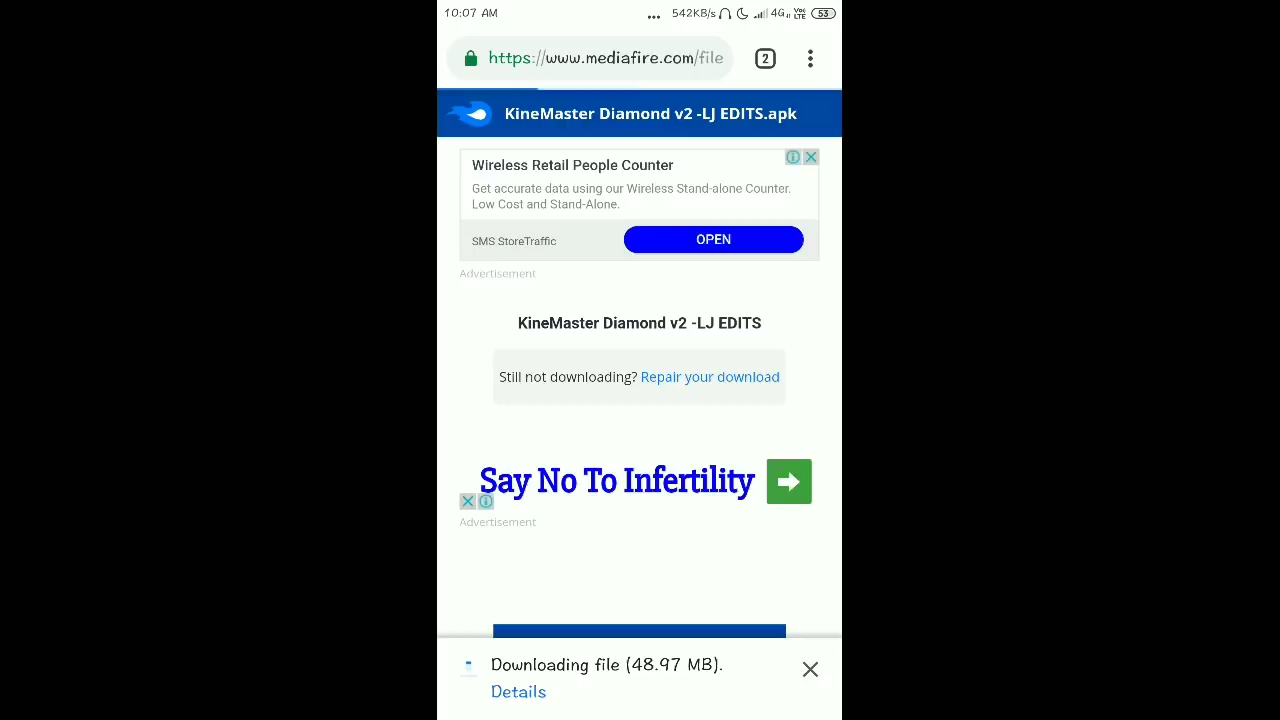 10:07 AM
... 542KB/s 4G Vo LTE 53
https://www.mediafire.com/file
2
KineMaster Diamond v2 -LJ EDITS.apk
Wireless Retail People Counter
Get accurate data using our Wireless Stand-alone Counter.
Low Cost and Stand-Alone.
SMS StoreTraffic
OPEN
Advertisement
KineMaster Diamond v2 -LJ EDITS
Still not downloading? Repair your download
Say No To Infertility
Advertisement
Downloading file (48.97 MB).
Details